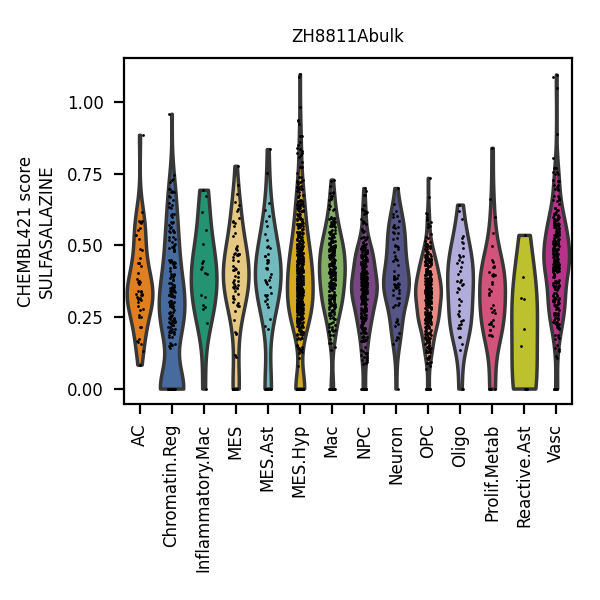 ZH8811Abulk
CHEMBL421 score
SULFASALAZINE
1.00
0.75
0.50
0.25
0.00
AC
Chromatin.Reg
Inflammatory.Mac
MES
MES.Ast
MES.Hyp
Mac
NPC
Neuron
OPC
Oligo
Prolif.Metab
Reactive.Ast
Vasc